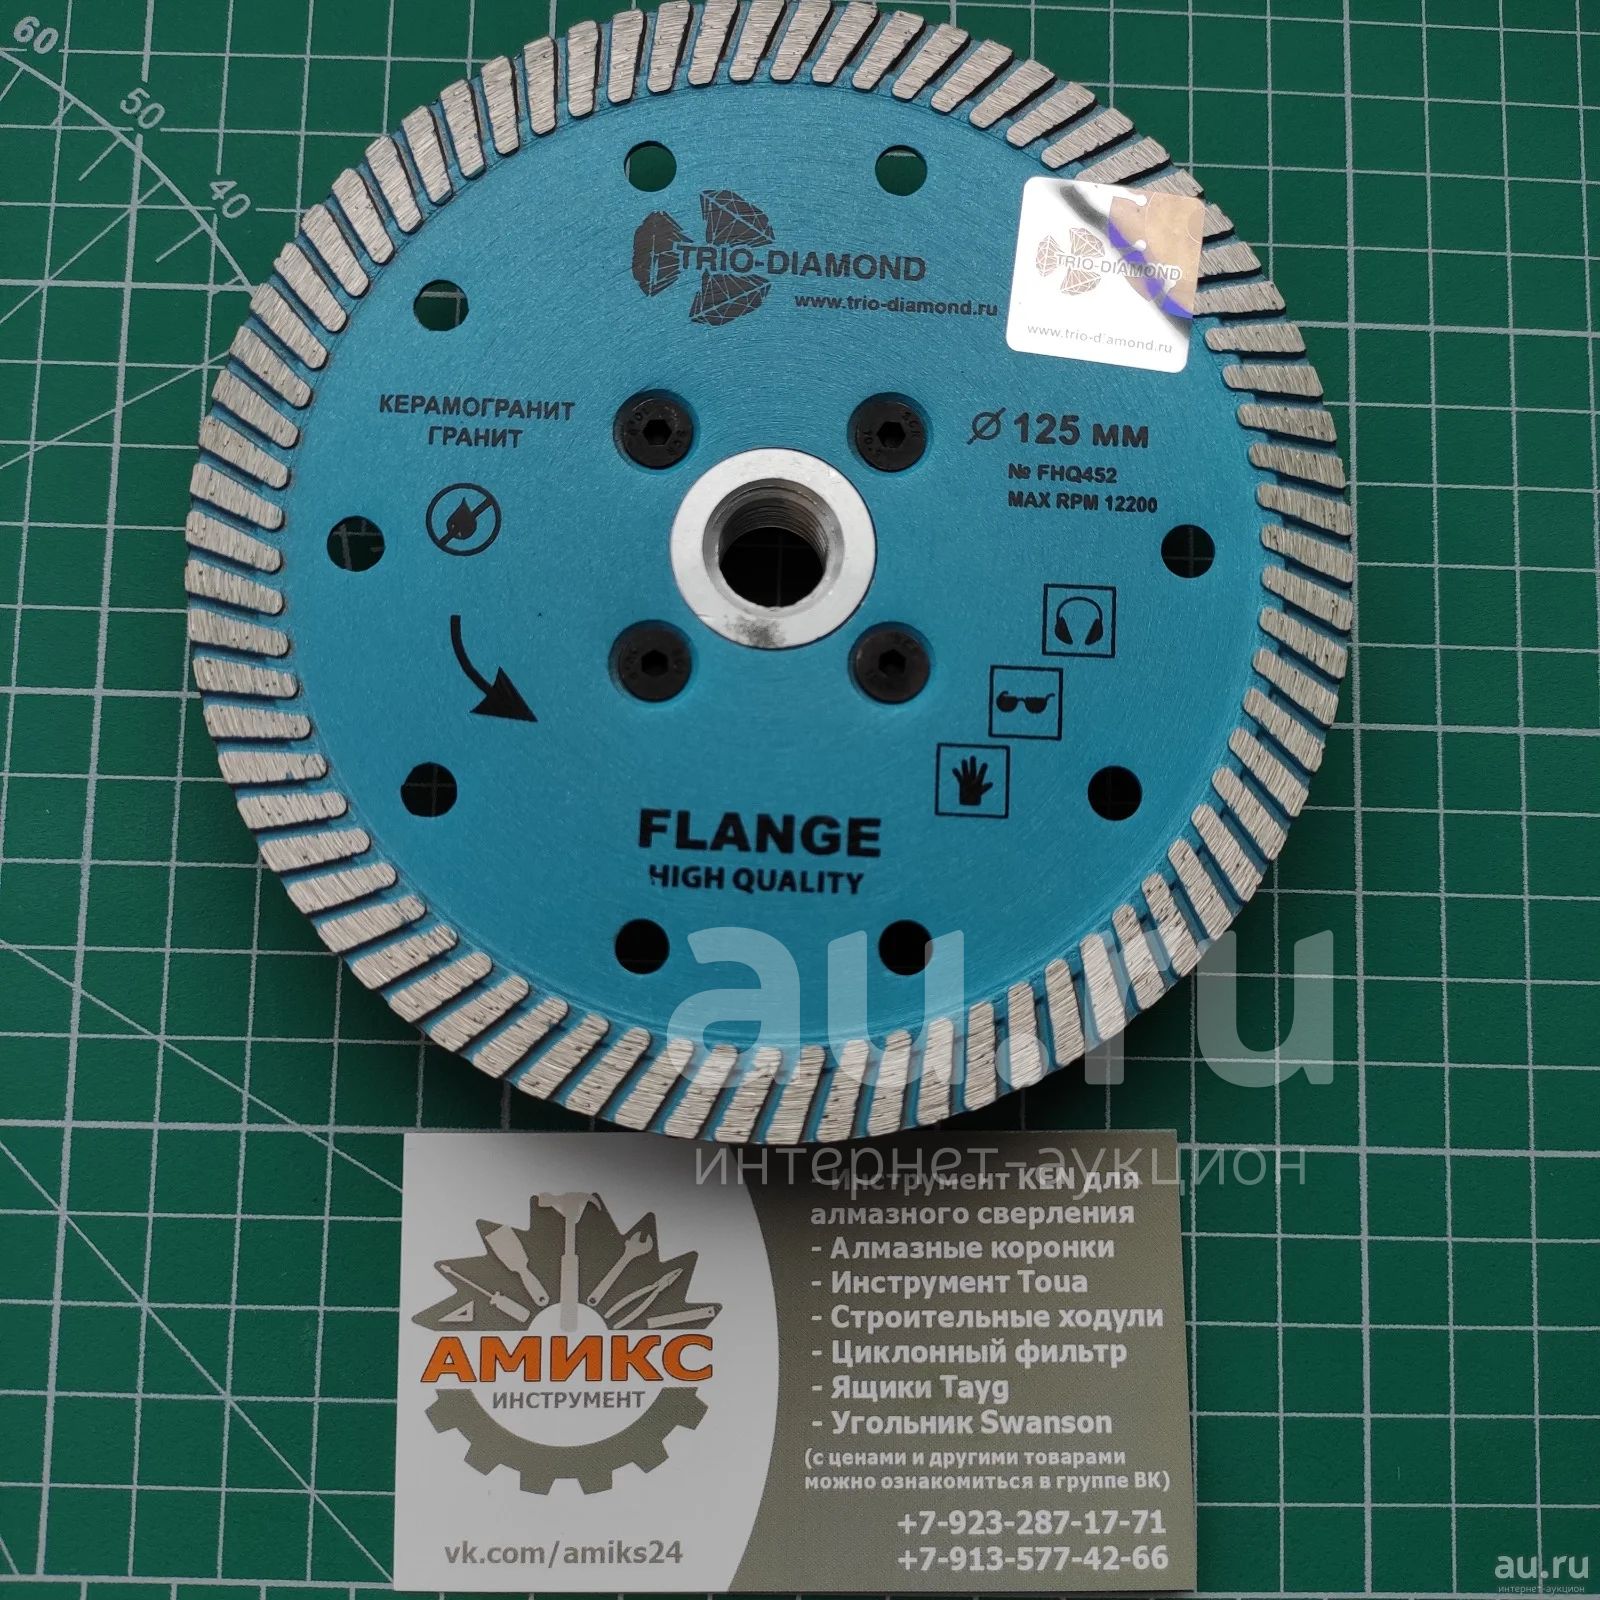 60
50
40
TRIO-DIAMOND
www.trio-diamond.ru
TRIO-DIAMOND
www.trio-diamond.ru
КЕРАМОГРАНИТ
ГРАНИТ
Ø 125 мм
№ FHQ452
MAX RPM 12200
FLANGE
HIGH QUALITY
au.ru
интернет-аукцион
АМИКС
ИНСТРУМЕНТ
vk.com/amiks24
- Инструмент KEN для
алмазного сверления
- Алмазные коронки
- Инструмент Toua
- Строительные ходули
- Циклонный фильтр
- Ящики Tayg
- Угольник Swanson
(с ценами и другими товарами
можно ознакомиться в группе ВК)
+7-923-287-17-71
+7-913-577-42-66
au.ru
интернет-аукцион